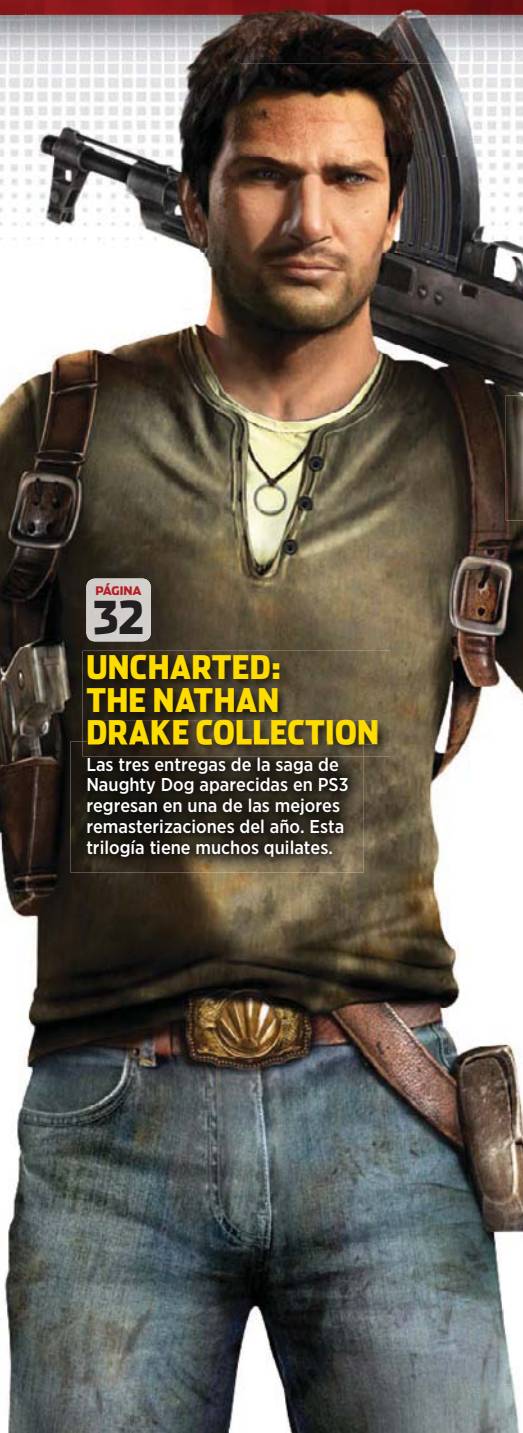 PÁGINA
32
UNCHARTED:
THE NATHAN
DRAKE COLLECTION
Las tres entregas de la saga de
Naughty Dog aparecidas en PS3
regresan en una de las mejores
remasterizaciones del año. Esta
trilogía tiene muchos quilates.